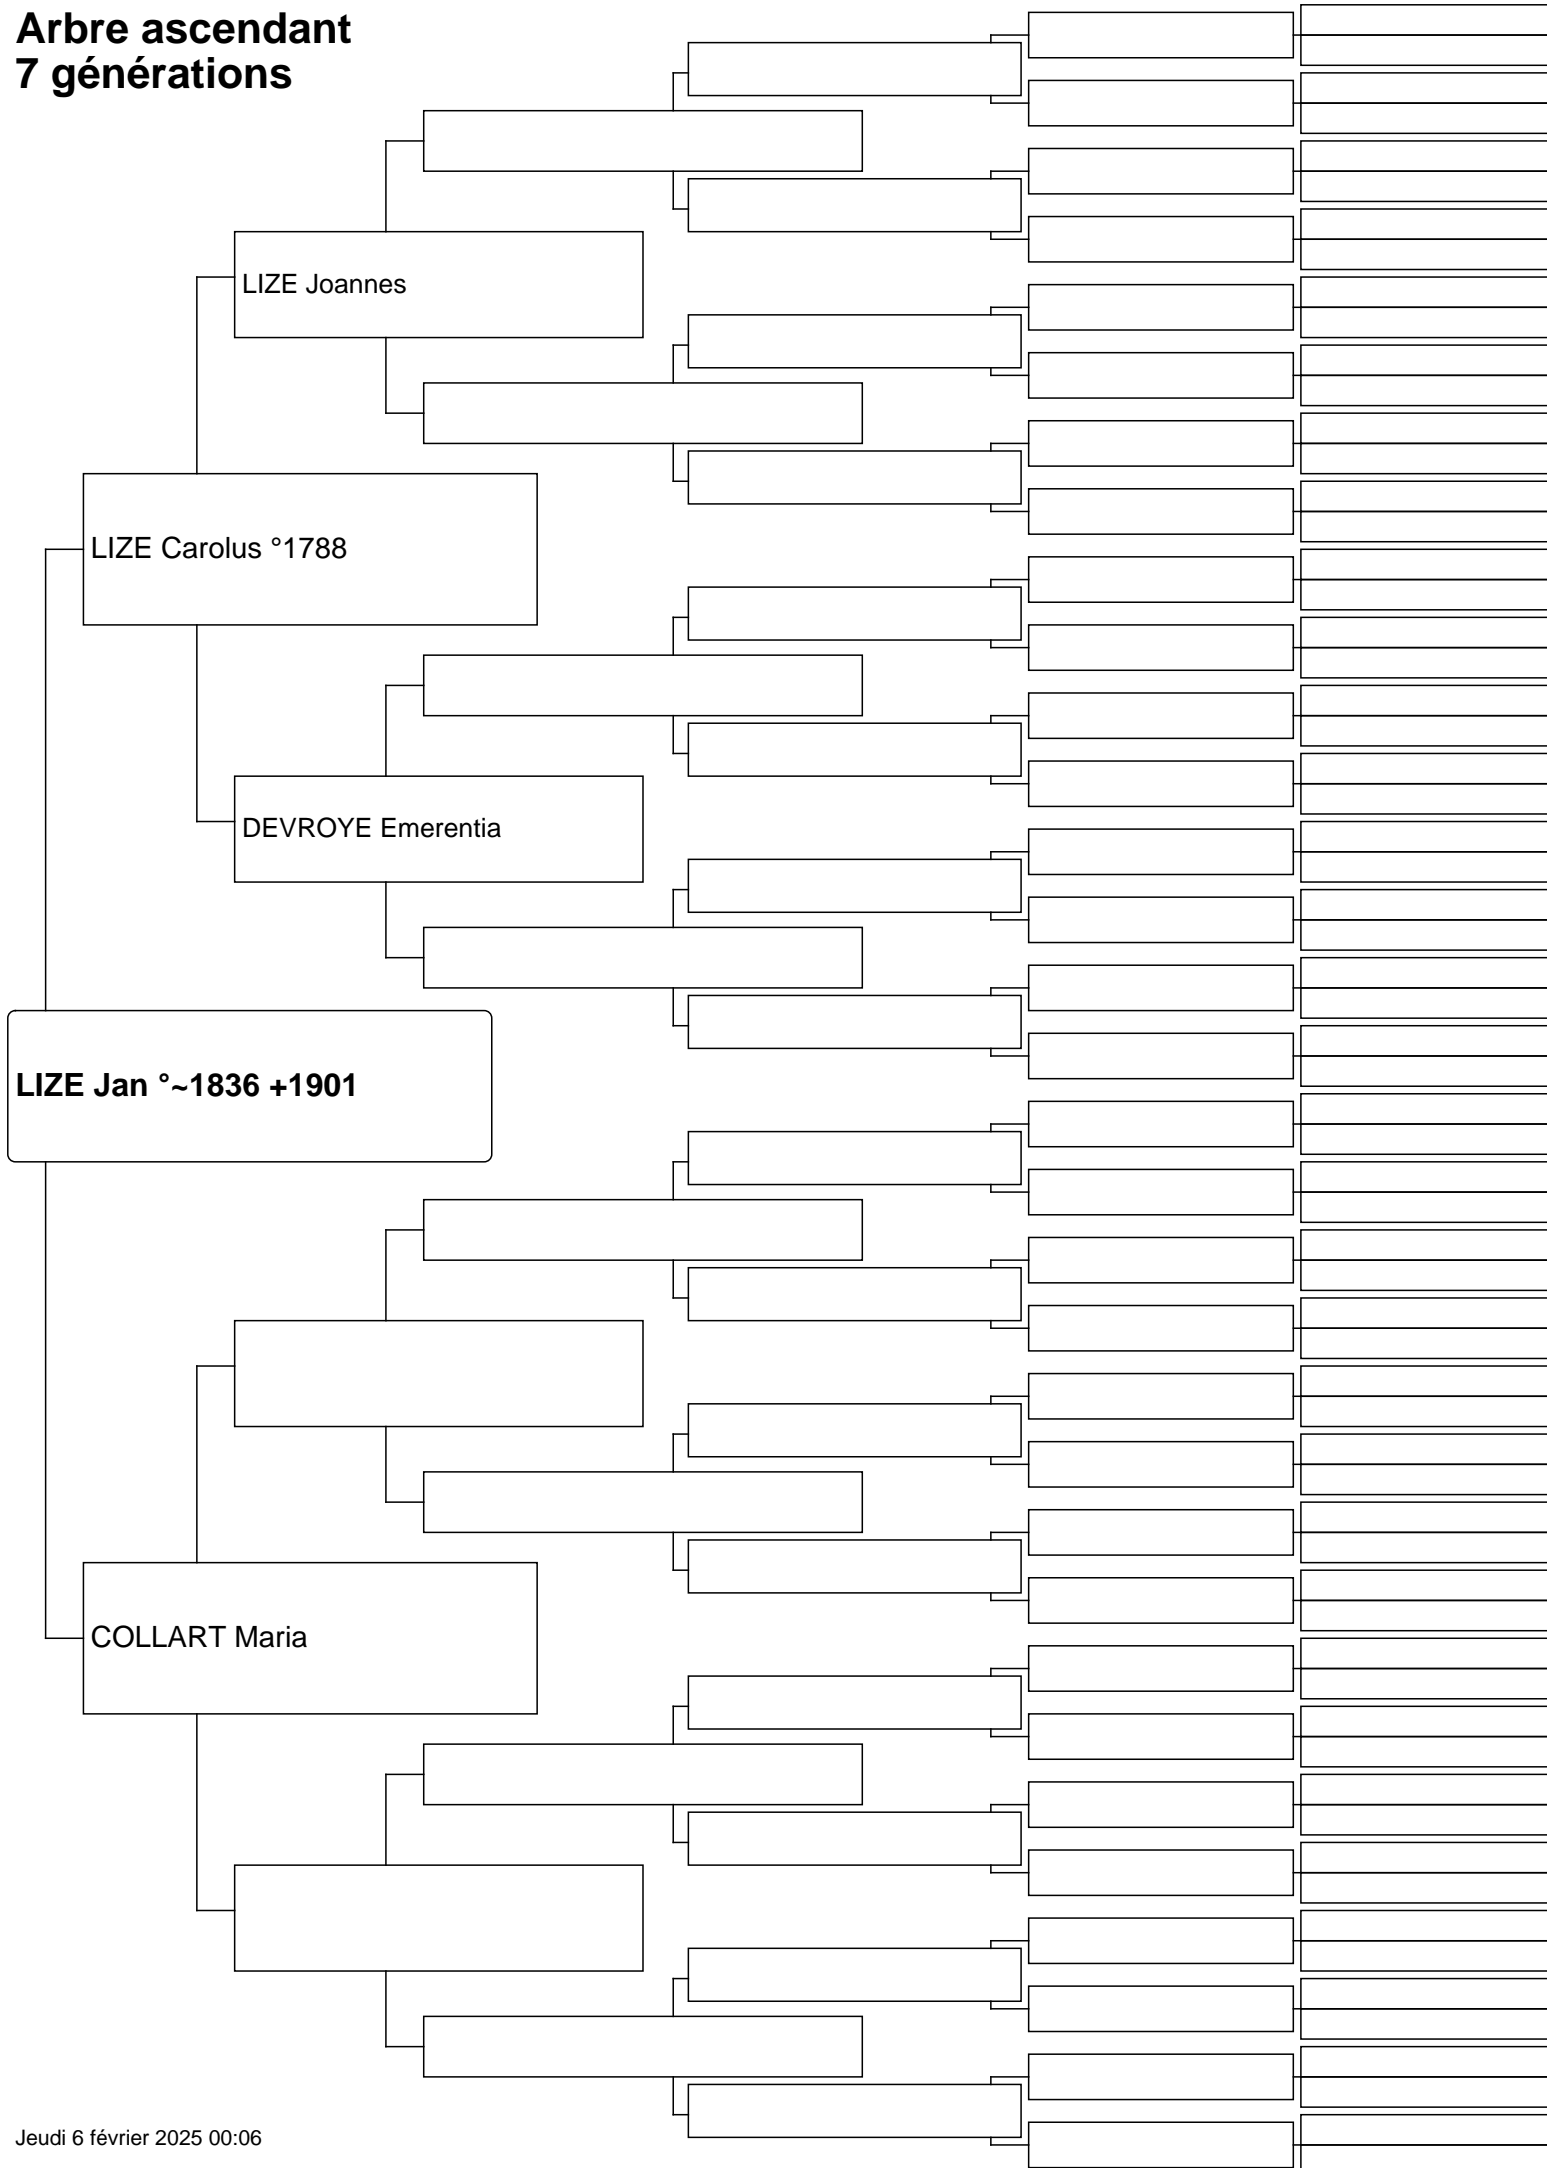 Arbre ascendant
7 générations
LIZE Joannes
LIZE Carolus °1788
DEVROYE Emerentia
LIZE Jan °~1836 +1901
COLLART Maria
Jeudi 6 février 2025 00:06